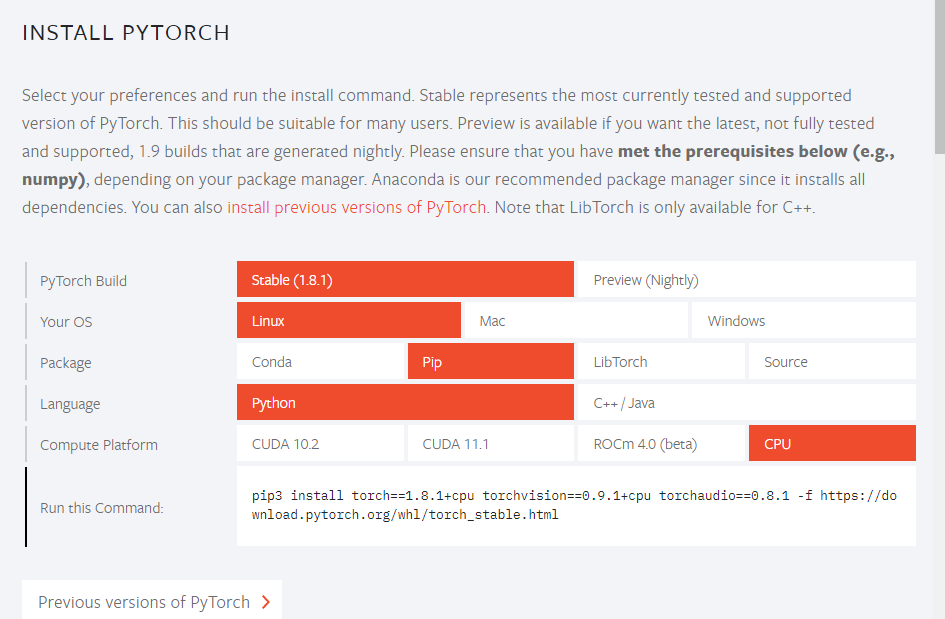 INSTALL PYTORCH
Select your preferences and run the install command. Stable represents the most currently tested and supported
version of PyTorch. This should be suitable for many users. Preview is available if you want the latest, not fully tested
and supported, 1.9 builds that are generated nightly. Please ensure that you have met the prerequisites below (e.g.,
numpy), depending on your package manager. Anaconda is our recommended package manager since it installs all
dependencies. You can also install previous versions of PyTorch. Note that LibTorch is only available for C++.
PyTorch Build Stable (1.8.1) Preview (Nightly)
Your OS Linux Mac Windows
Package Conda Pip LibTorch Source
Language Python C++ / Java
Compute Platform CUDA 10.2 CUDA 11.1 ROCm 4.0 (beta) CPU
Run this Command:
pip3 install torch==1.8.1+cpu torchvision==0.9.1+cpu torchaudio==0.8.1 -f https://do
wnload.pytorch.org/whl/torch_stable.html
Previous versions of PyTorch